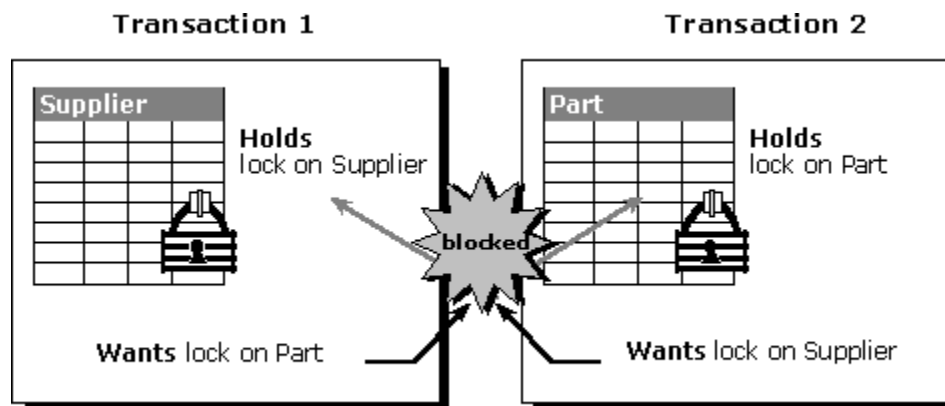 Transaction 1
Transaction 2
Supplier
Holds
lock on Supplier
Wants lock on Part
blocked
Part
Holds
lock on Part
Wants lock on Supplier